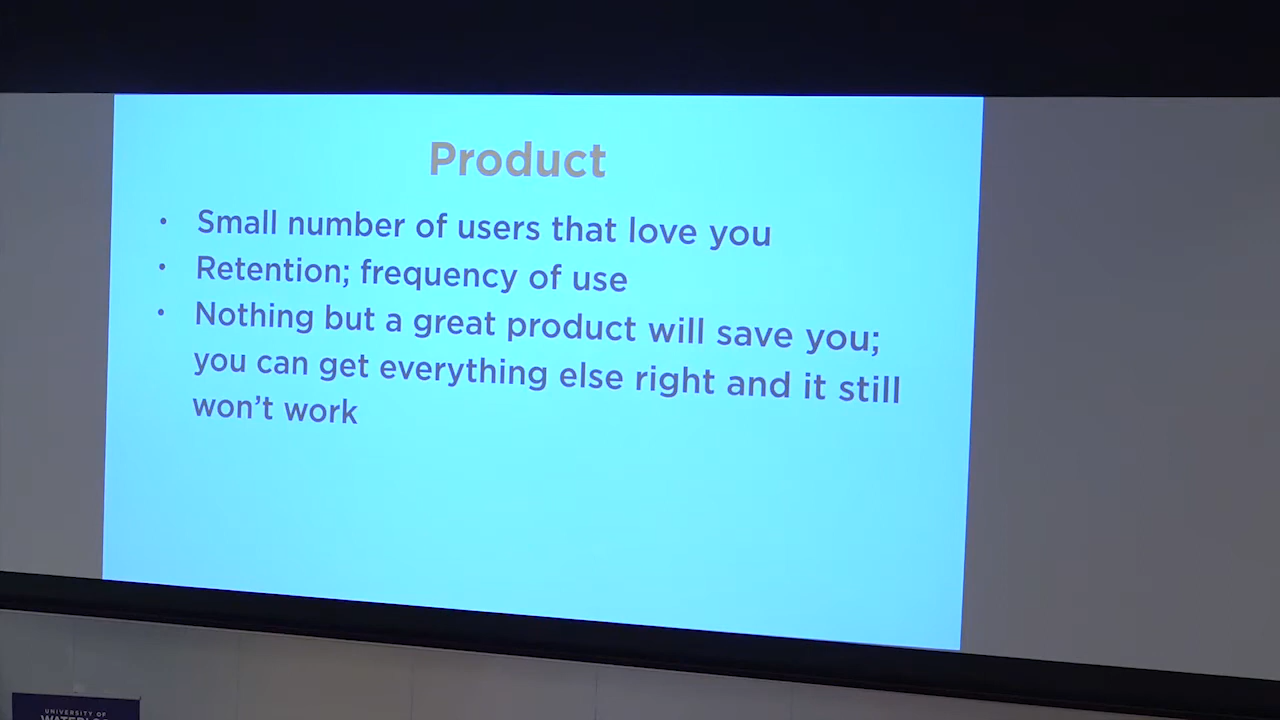 Product
• Small number of users that love you
• Retention; frequency of use
• Nothing but a great product will save you;
you can get everything else right and it still
won't work
UNIVERSITY OF